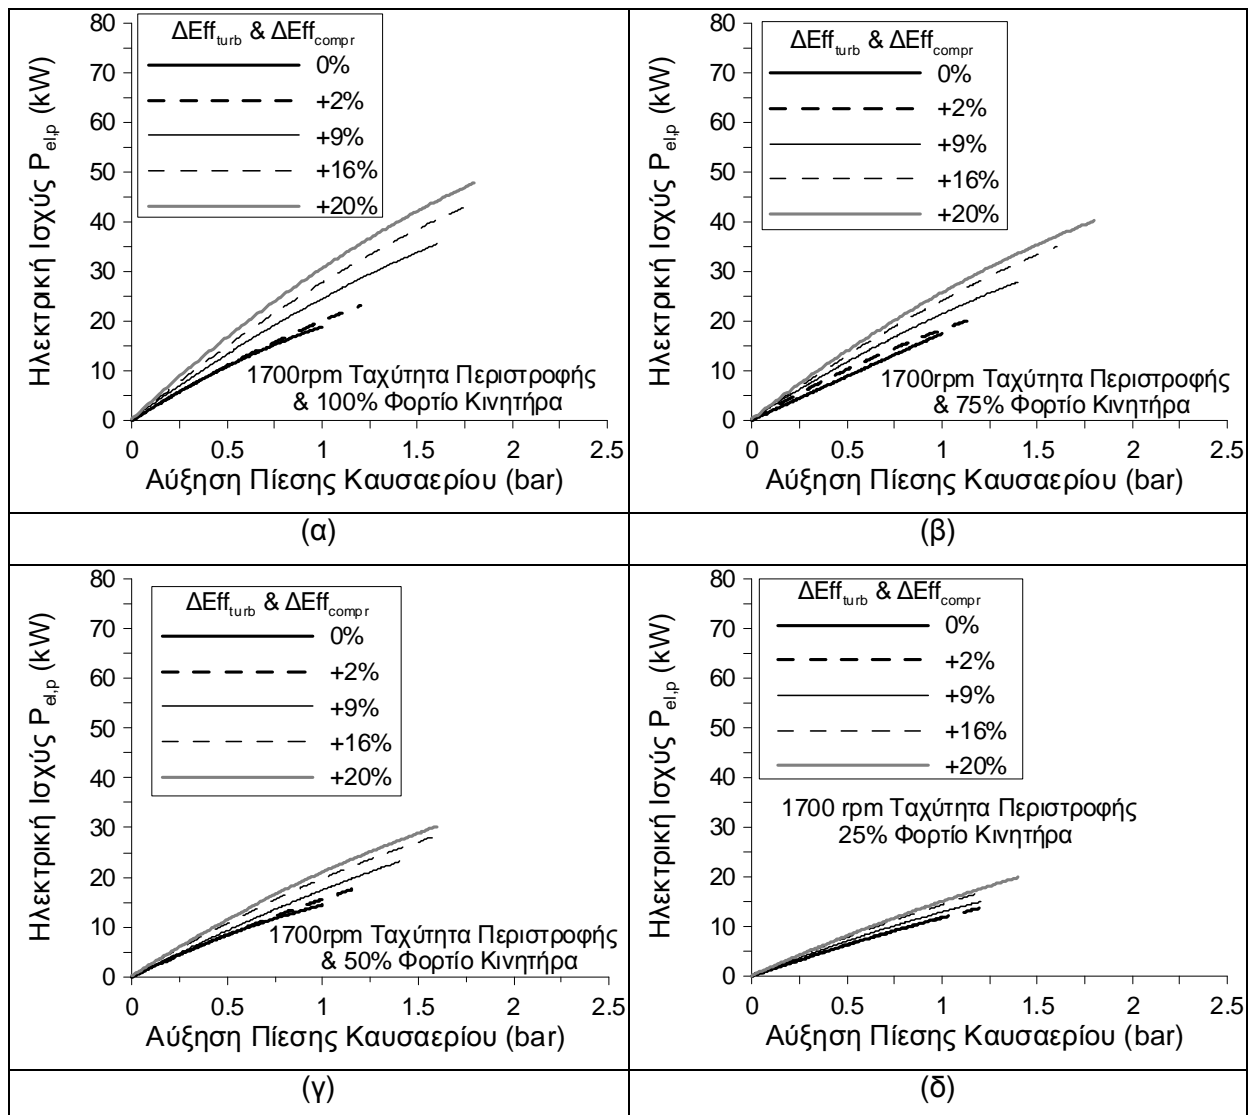 80
70
60
50
40
30
20
10
0
Ηλεκτρική Ισχύς P_el,p (kW)
ΔEff_turb & ΔEff_compr
0%
+2%
+9%
+16%
+20%
1700rpm Ταχύτητα Περιστροφής
& 100% Φορτίο Κινητήρα
0 0.5 1 1.5 2 2.5
Αύξηση Πίεσης Καυσαερίου (bar)
(α)
80
70
60
50
40
30
20
10
0
Ηλεκτρική Ισχύς P_el,p (kW)
ΔEff_turb & ΔEff_compr
0%
+2%
+9%
+16%
+20%
1700rpm Ταχύτητα Περιστροφής
& 75% Φορτίο Κινητήρα
0 0.5 1 1.5 2 2.5
Αύξηση Πίεσης Καυσαερίου (bar)
(β)
80
70
60
50
40
30
20
10
0
Ηλεκτρική Ισχύς P_el,p (kW)
ΔEff_turb & ΔEff_compr
0%
+2%
+9%
+16%
+20%
1700rpm Ταχύτητα Περιστροφής
& 50% Φορτίο Κινητήρα
0 0.5 1 1.5 2 2.5
Αύξηση Πίεσης Καυσαερίου (bar)
(γ)
80
70
60
50
40
30
20
10
0
Ηλεκτρική Ισχύς P_el,p (kW)
ΔEff_turb & ΔEff_compr
0%
+2%
+9%
+16%
+20%
1700 rpm Ταχύτητα Περιστροφής
25% Φορτίο Κινητήρα
0 0.5 1 1.5 2 2.5
Αύξηση Πίεσης Καυσαερίου (bar)
(δ)